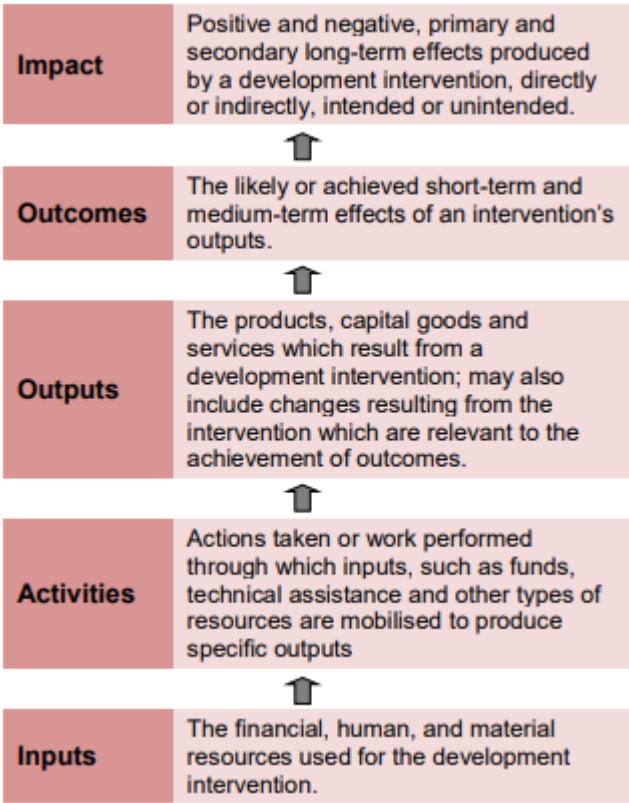 Impact
Positive and negative, primary and
secondary long-term effects produced
by a development intervention, directly
or indirectly, intended or unintended.
Outcomes
The likely or achieved short-term and
medium-term effects of an intervention's
outputs.
Outputs
The products, capital goods and
services which result from a
development intervention; may also
include changes resulting from the
intervention which are relevant to the
achievement of outcomes.
Activities
Actions taken or work performed
through which inputs, such as funds,
technical assistance and other types of
resources are mobilised to produce
specific outputs
Inputs
The financial, human, and material
resources used for the development
intervention.